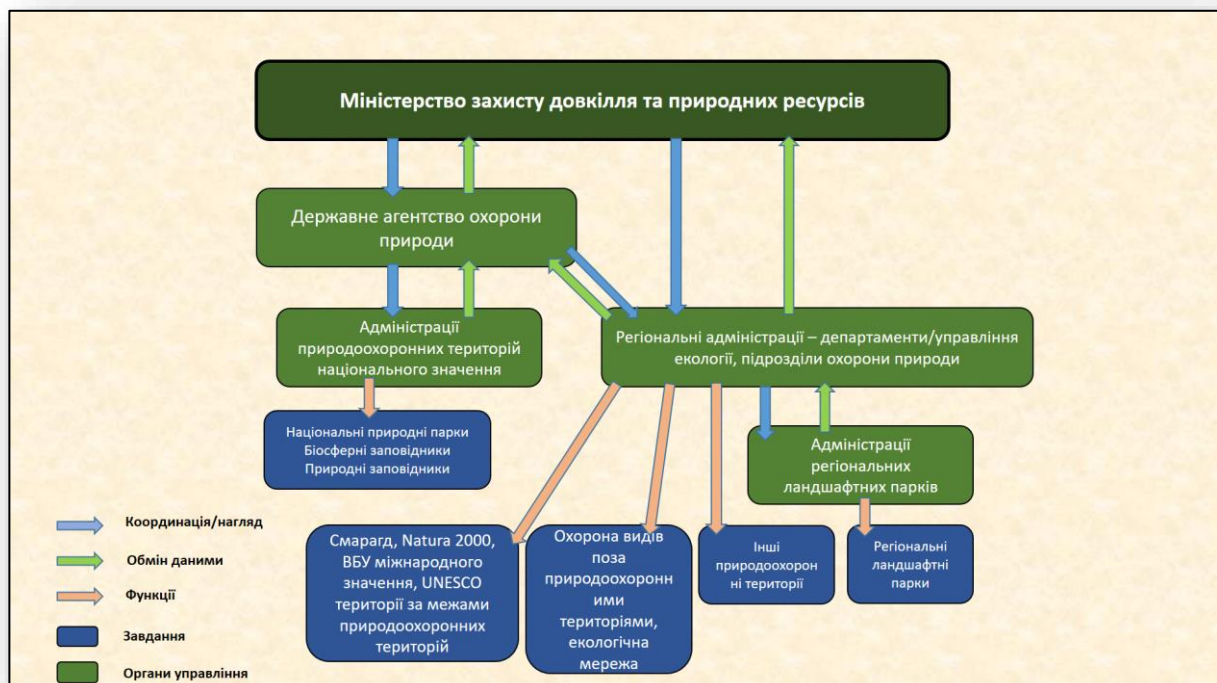 Міністерство захисту довкілля та природних ресурсів
Державне агентство охорони
природи
Адміністрації
природоохоронних територій
національного значення
Регіональні адміністрації – департаменти/управління
екології, підрозділи охорони природи
Національні природні парки
Біосферні заповідники
Природні заповідники
Адміністрації
регіональних
ландшафтних парків
Смарагд, Natura 2000,
ВБУ міжнародного
значення, UNESCO
території за межами
природоохоронних
територій
Охорона видів
поза
природоохоронн
ими
територіями,
екологічна
мережа
Інші
природоохорон
ні території
Регіональні
ландшафтні
парки
Координація/нагляд
Обмін даними
Функції
Завдання
Органи управління